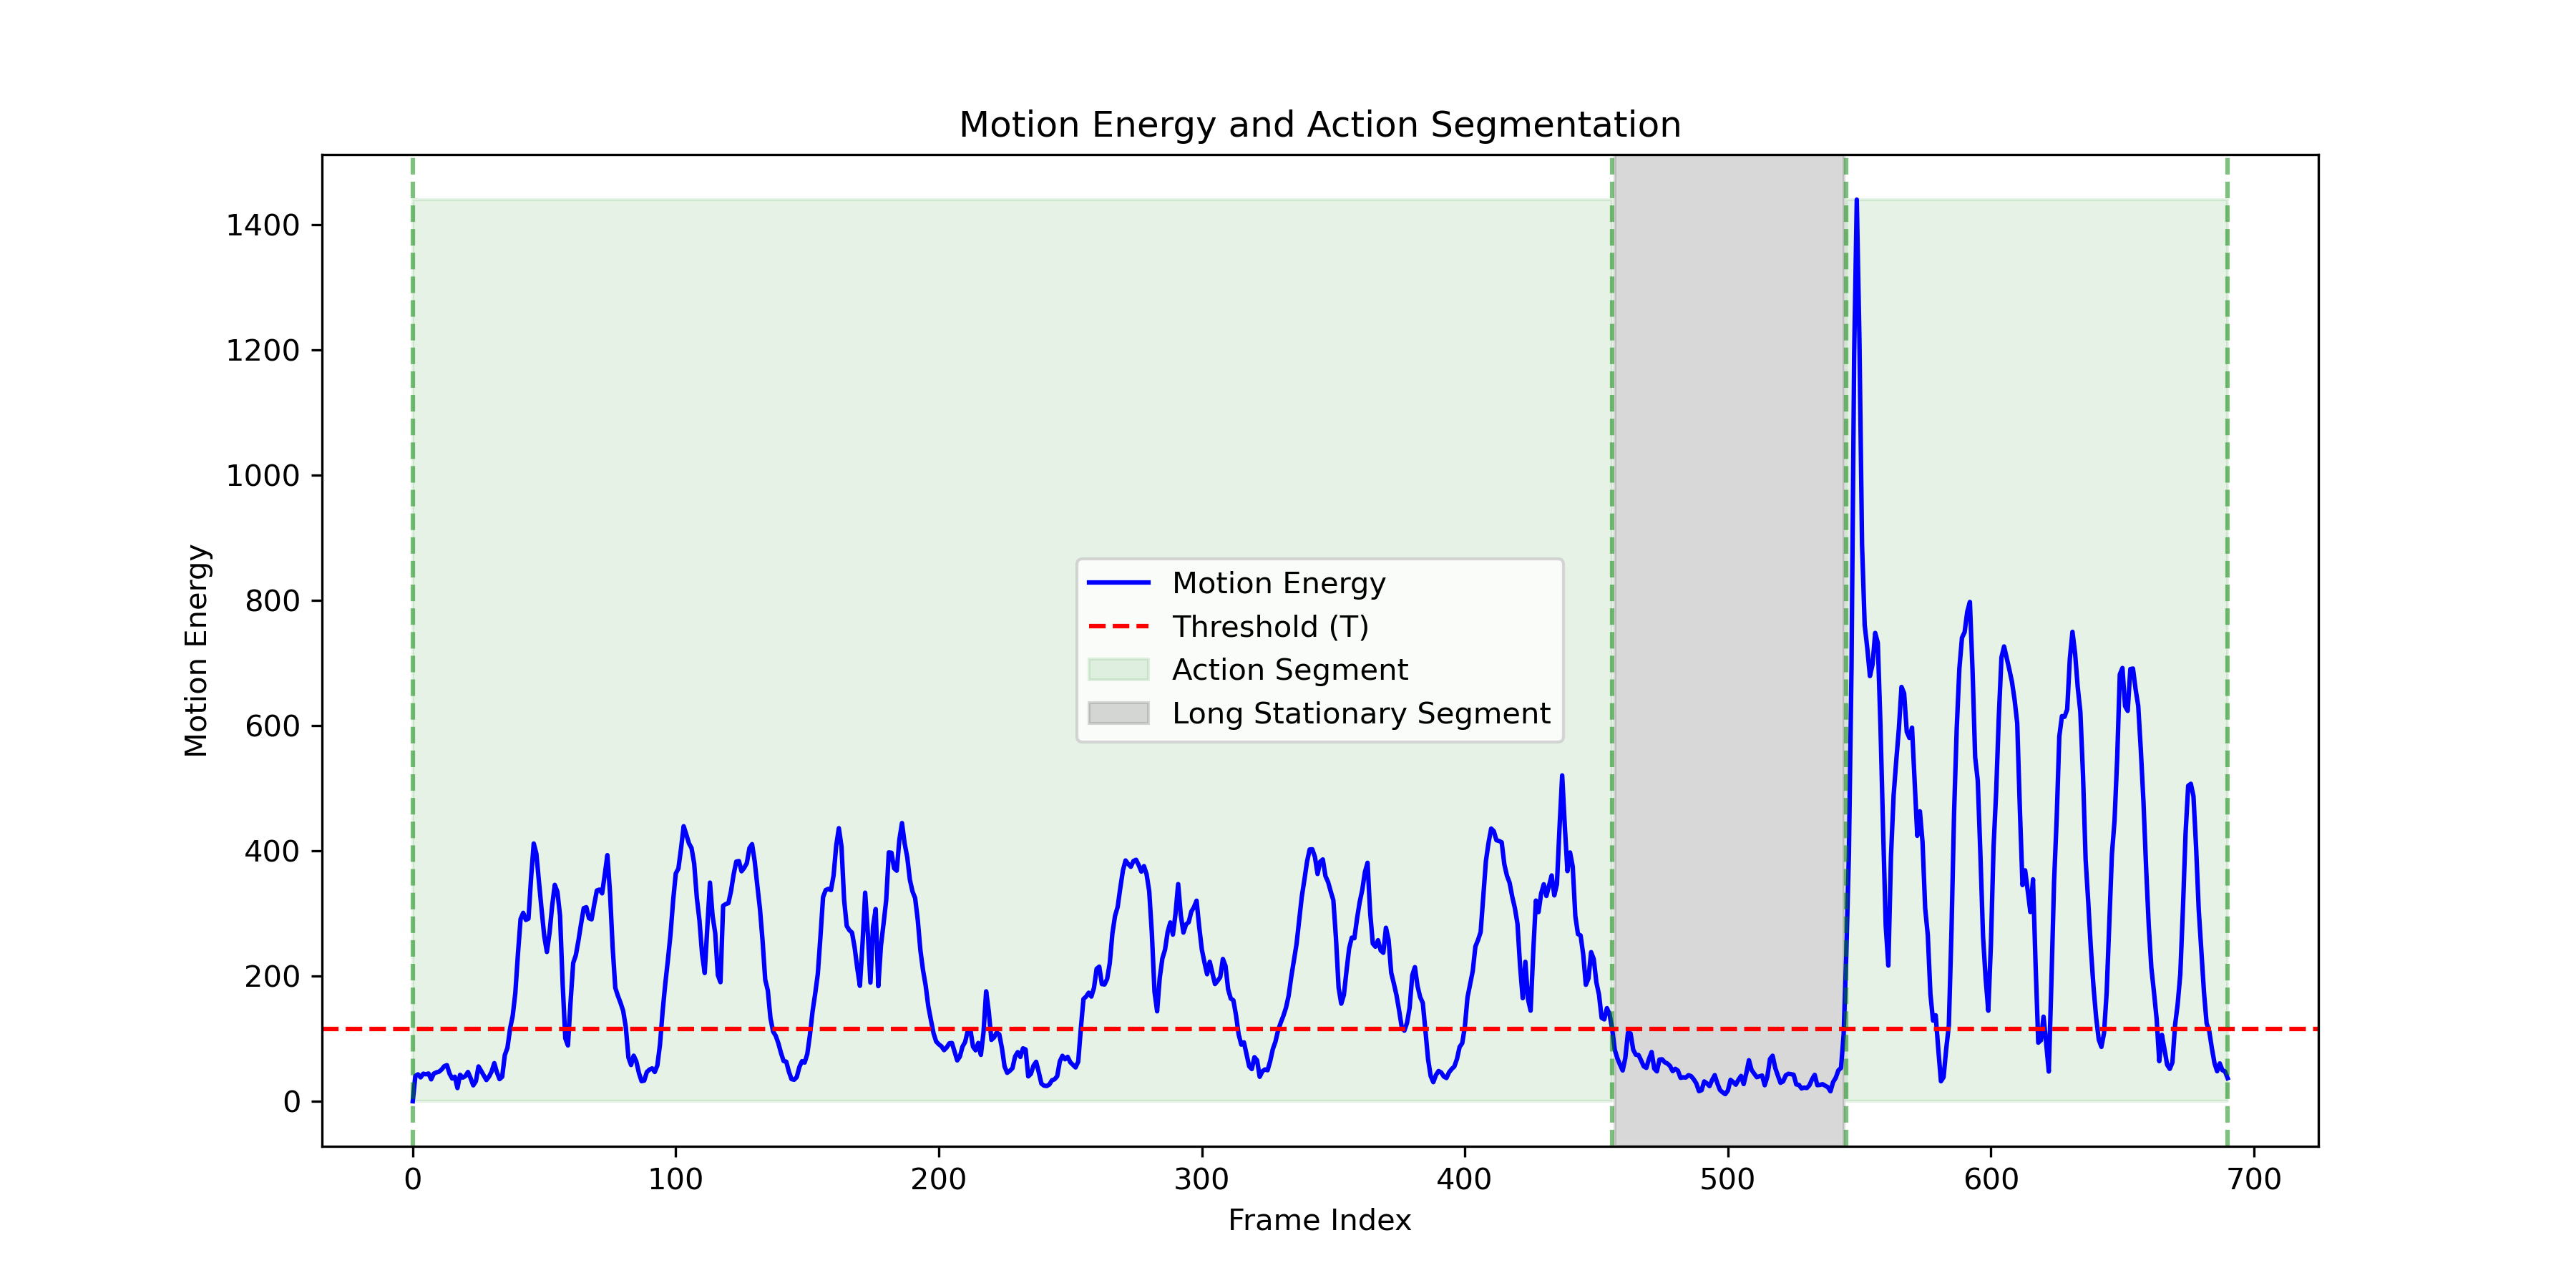 Motion Energy and Action Segmentation
1400
1200
1000
800
600
400
200
0
Motion Energy
Motion Energy
Threshold (T)
Action Segment
Long Stationary Segment
0 100 200 300 400 500 600 700
Frame Index